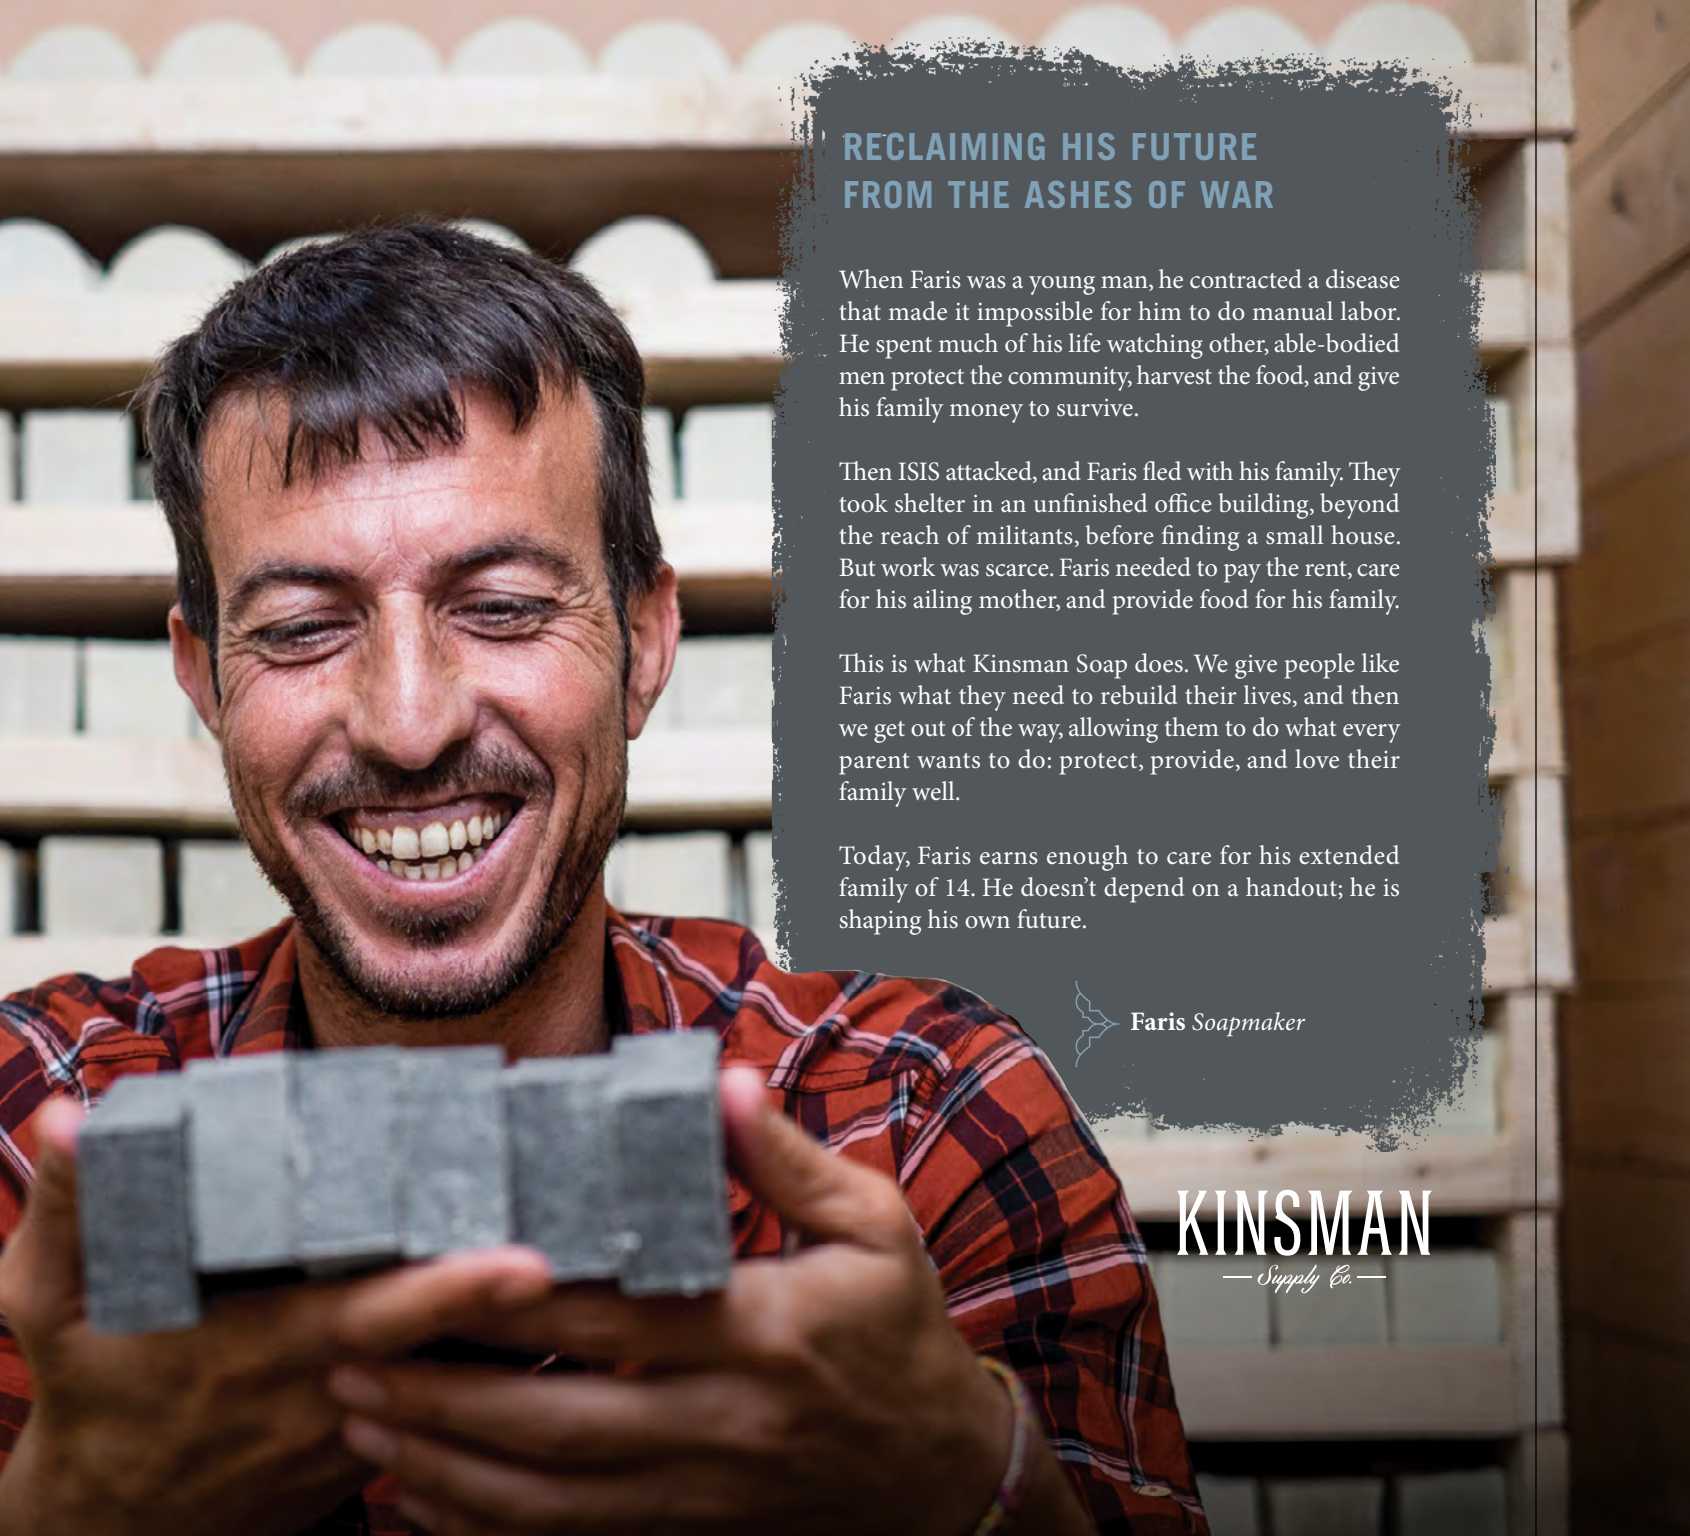 RECLAIMING HIS FUTURE
FROM THE ASHES OF WAR
When Faris was a young man, he contracted a disease
that made it impossible for him to do manual labor.
He spent much of his life watching other, able-bodied
men protect the community, harvest the food, and give
his family money to survive.
Then ISIS attacked, and Faris fled with his family. They
took shelter in an unfinished office building, beyond
the reach of militants, before finding a small house.
But work was scarce. Faris needed to pay the rent, care
for his ailing mother, and provide food for his family.
This is what Kinsman Soap does. We give people like
Faris what they need to rebuild their lives, and then
we get out of the way, allowing them to do what every
parent wants to do: protect, provide, and love their
family well.
Today, Faris earns enough to care for his extended
family of 14. He doesn’t depend on a handout; he is
shaping his own future.
Faris Soapmaker
KINSMAN
Supply Co.